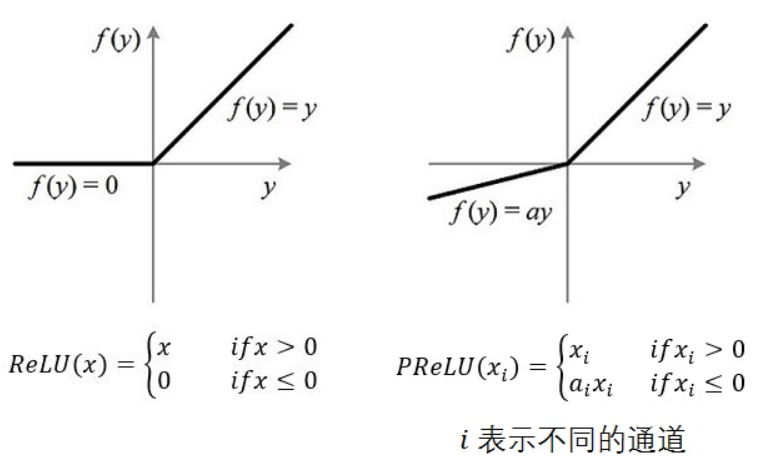 f(y)
f(y) = y
f(y) = 0
y
f(y)
f(y) = y
f(y) = ay
y
ReLU(x) = {x if x > 0
0 if x ≤ 0
PReLU(xᵢ) = {xᵢ if xᵢ > 0
aᵢxᵢ if xᵢ ≤ 0
i 表示不同的通道